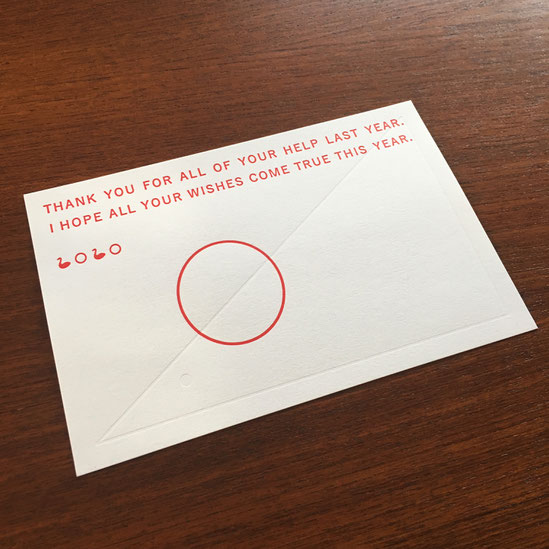 THANK YOU FOR ALL OF YOUR HELP LAST YEAR.
I HOPE ALL YOUR WISHES COME TRUE THIS YEAR.
2020